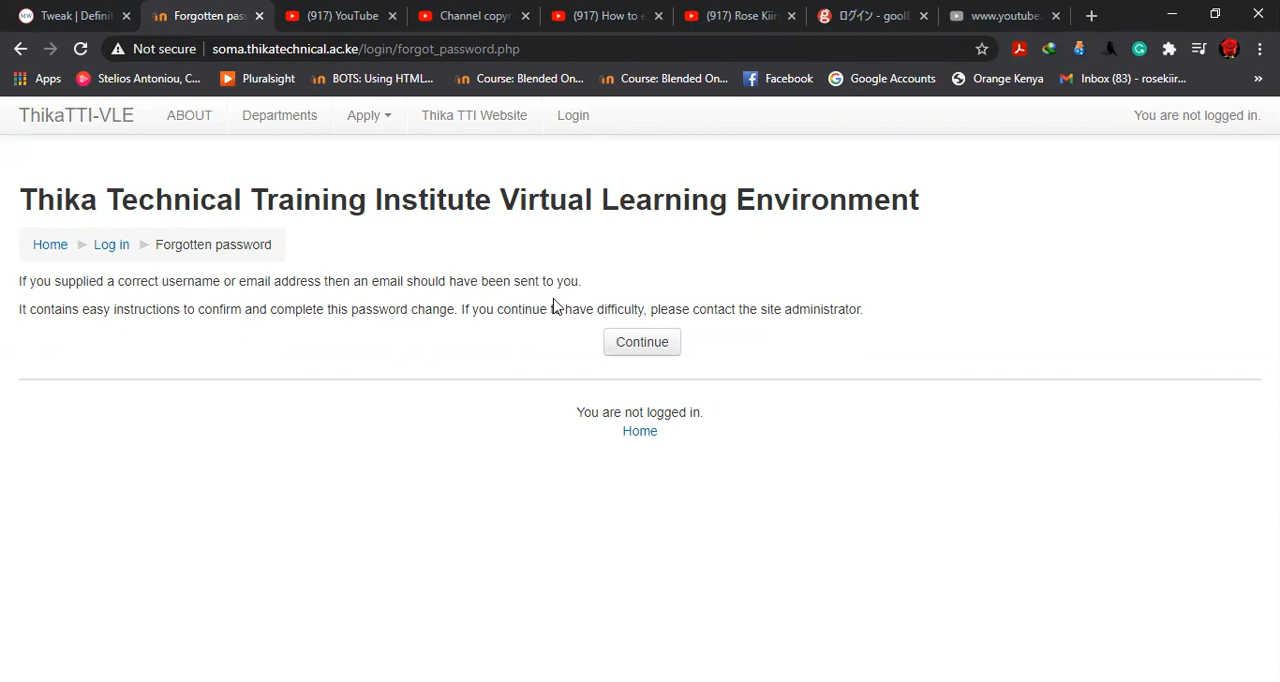 Tweak | Definit
Forgotten pas
(917) YouTube
Channel copyr
(917) How to e
(917) Rose Kiir
ログイン - gool
www.youtube.
Not secure
soma.thikatechnical.ac.ke/login/forgot_password.php
Apps
Stelios Antoniou, C...
Pluralsight
BOTS: Using HTML...
Course: Blended On...
Course: Blended On...
Facebook
Google Accounts
Orange Kenya
Inbox (83) - rosekiir...
»
ThikaTTI-VLE
ABOUT
Departments
Apply
Thika TTI Website
Login
You are not logged in.
Thika Technical Training Institute Virtual Learning Environment
Home ► Log in ► Forgotten password
If you supplied a correct username or email address then an email should have been sent to you.
It contains easy instructions to confirm and complete this password change. If you continue to have difficulty, please contact the site administrator.
Continue
You are not logged in.
Home